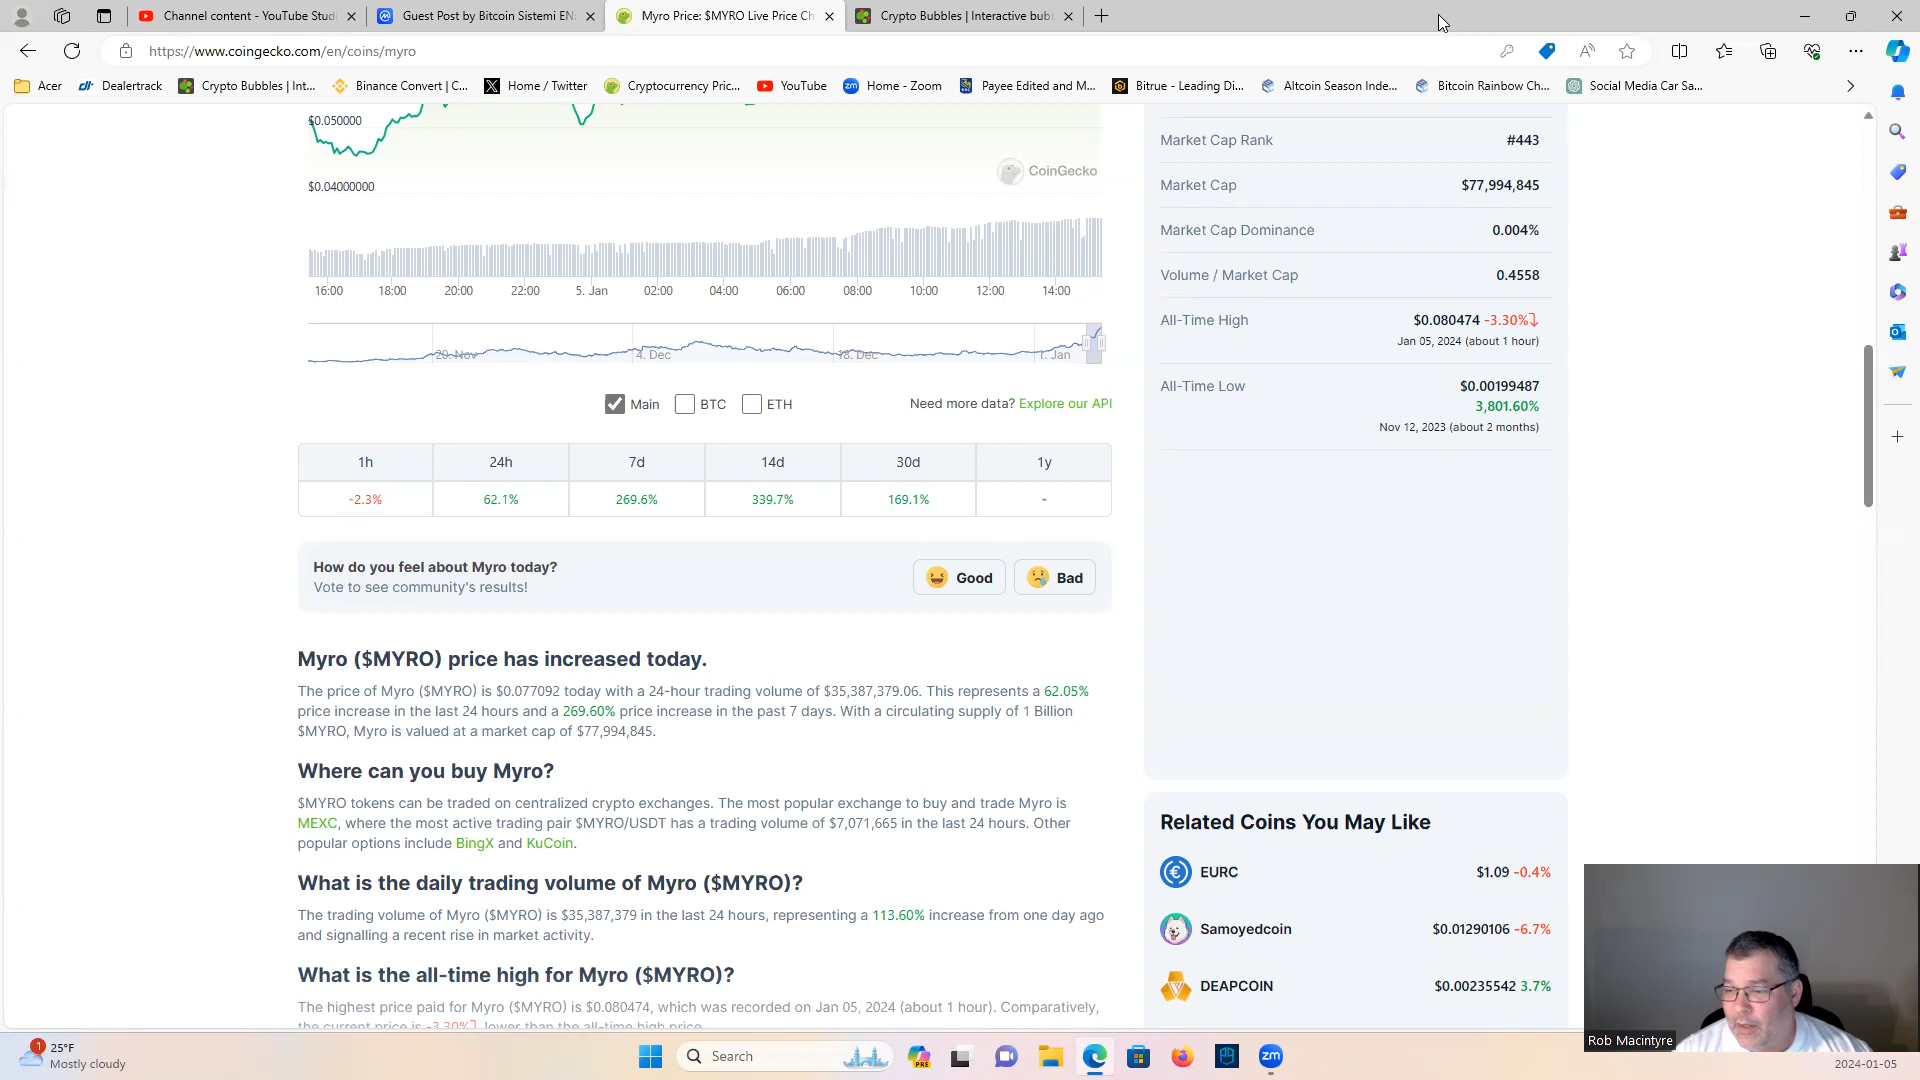 Channel content - YouTube Studi
Guest Post by Bitcoin Sistemi EN:
Myro Price: $MYRO Live Price Ch
Crypto Bubbles | Interactive bubl
https://www.coingecko.com/en/coins/myro
Acer
Dealertrack
Crypto Bubbles | Int...
Binance Convert | C...
Home / Twitter
Cryptocurrency Pric...
YouTube
Home - Zoom
Payee Edited and M...
Bitrue - Leading Di...
Altcoin Season Inde...
Bitcoin Rainbow Ch...
Social Media Car Sa...
$0.050000
CoinGecko
$0.04000000
16:00 18:00 20:00 22:00 5. Jan 02:00 04:00 06:00 08:00 10:00 12:00 14:00
20. Nov 4. Dec 18. Dec 1. Jan
Main BTC ETH
Need more data? Explore our API
1h 24h 7d 14d 30d 1y
-2.3% 62.1% 269.6% 339.7% 169.1% -
How do you feel about Myro today?
Vote to see community's results!
Good Bad
Myro ($MYRO) price has increased today.
The price of Myro ($MYRO) is $0.077092 today with a 24-hour trading volume of $35,387,379.06. This represents a 62.05%
price increase in the last 24 hours and a 269.60% price increase in the past 7 days. With a circulating supply of 1 Billion
$MYRO, Myro is valued at a market cap of $77,994,845.
Where can you buy Myro?
$MYRO tokens can be traded on centralized crypto exchanges. The most popular exchange to buy and trade Myro is
MEXC, where the most active trading pair $MYRO/USDT has a trading volume of $7,071,665 in the last 24 hours. Other
popular options include BingX and KuCoin.
What is the daily trading volume of Myro ($MYRO)?
The trading volume of Myro ($MYRO) is $35,387,379 in the last 24 hours, representing a 113.60% increase from one day ago
and signalling a recent rise in market activity.
What is the all-time high for Myro ($MYRO)?
The highest price paid for Myro ($MYRO) is $0.080474, which was recorded on Jan 05, 2024 (about 1 hour). Comparatively,
the current price is -3.30% lower than the all-time high price.
Market Cap Rank #443
Market Cap $77,994,845
Market Cap Dominance 0.004%
Volume / Market Cap 0.4558
All-Time High $0.080474 -3.30%
Jan 05, 2024 (about 1 hour)
All-Time Low $0.00199487
3,801.60%
Nov 12, 2023 (about 2 months)
Related Coins You May Like
EURC $1.09 -0.4%
Samoyedcoin $0.01290106 -6.7%
DEAPCOIN $0.00235542 3.7%
Rob Macintyre
1
25°F
Mostly cloudy
Search
PRE
zm
2024-01-05